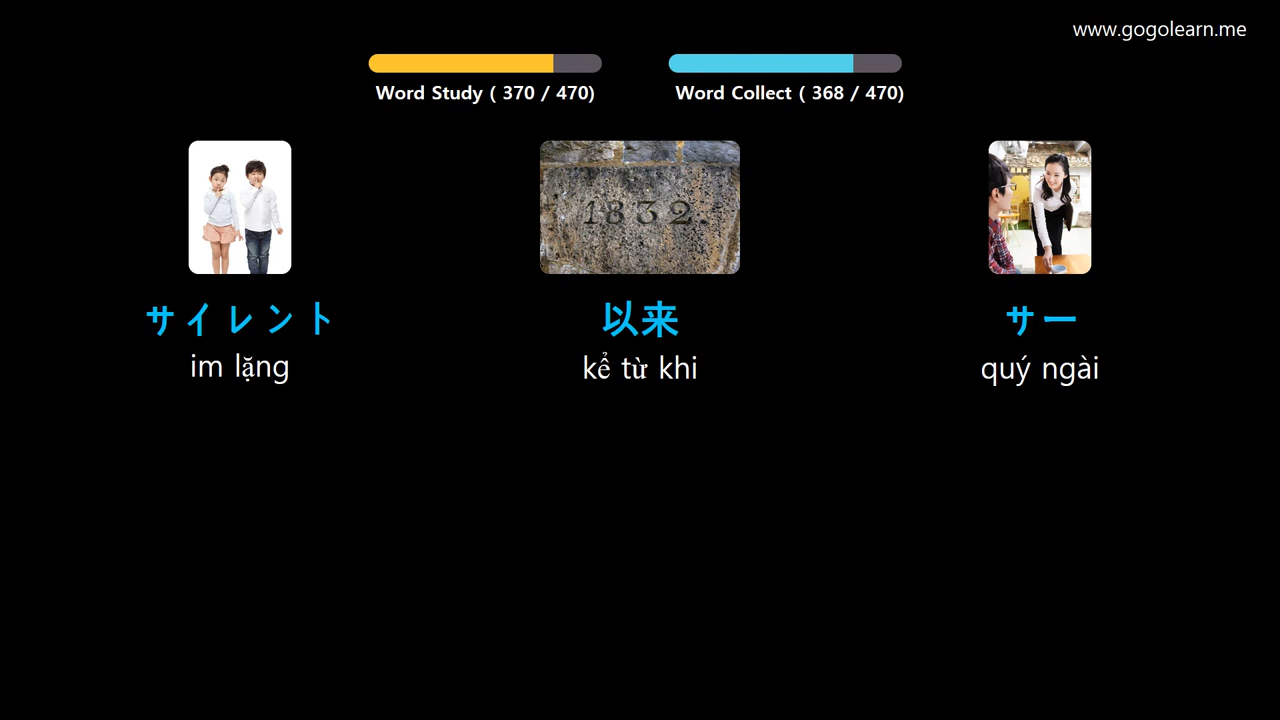 www.gogolearn.me
Word Study ( 370 / 470)
Word Collect ( 368 / 470)
1832.
サイレント
以来
サー
im lặng
kể từ khi
quý ngài